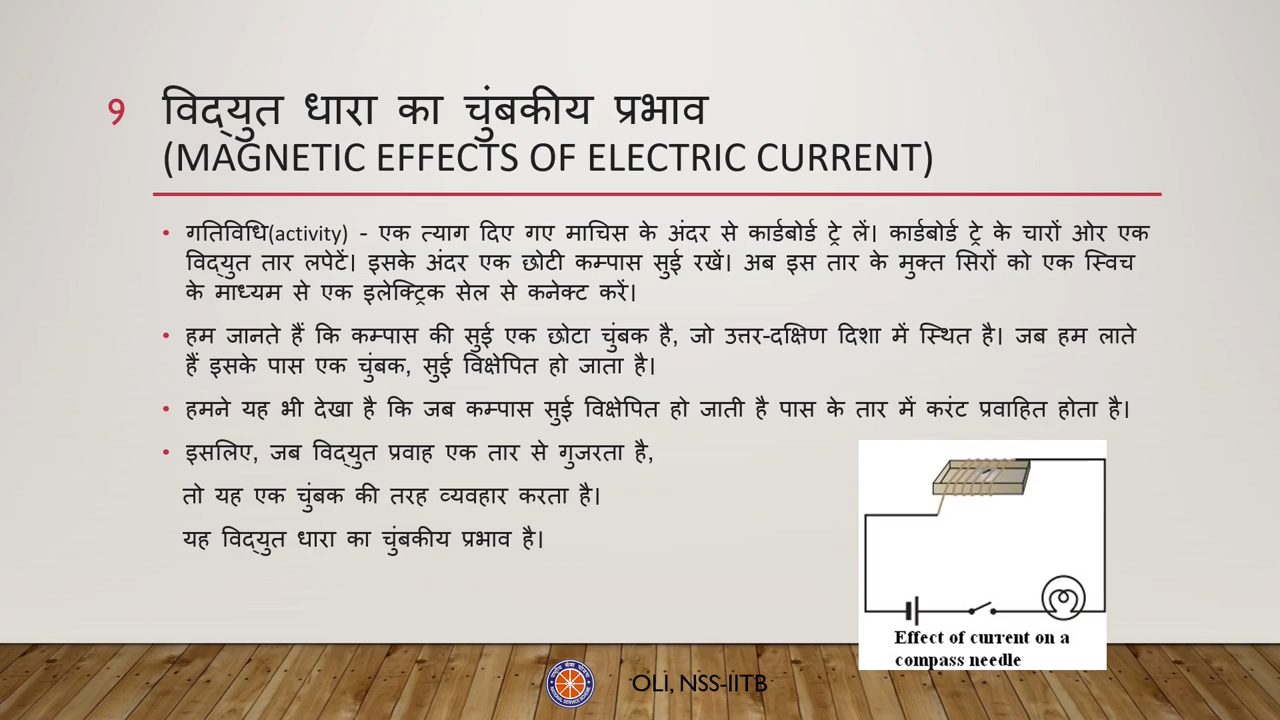 9
विद्युत धारा का चुंबकीय प्रभाव
(MAGNETIC EFFECTS OF ELECTRIC CURRENT)
• गतिविधि(activity) - एक त्याग दिए गए माचिस के अंदर से कार्डबोर्ड ट्रे लें। कार्डबोर्ड ट्रे के चारों ओर एक
विद्युत तार लपेटें। इसके अंदर एक छोटी कम्पास सुई रखें। अब इस तार के मुक्त सिरों को एक स्विच
के माध्यम से एक इलेक्ट्रिक सेल से कनेक्ट करें।
• हम जानते हैं कि कम्पास की सुई एक छोटा चुंबक है, जो उत्तर-दक्षिण दिशा में स्थित है। जब हम लाते
हैं इसके पास एक चुंबक, सुई विक्षेपित हो जाता है।
• हमने यह भी देखा है कि जब कम्पास सुई विक्षेपित हो जाती है पास के तार में करंट प्रवाहित होता है।
• इसलिए, जब विद्युत प्रवाह एक तार से गुजरता है,
तो यह एक चुंबक की तरह व्यवहार करता है।
यह विद्युत धारा का चुंबकीय प्रभाव है।
Effect of current on a
compass needle
OLI, NSS-IITB